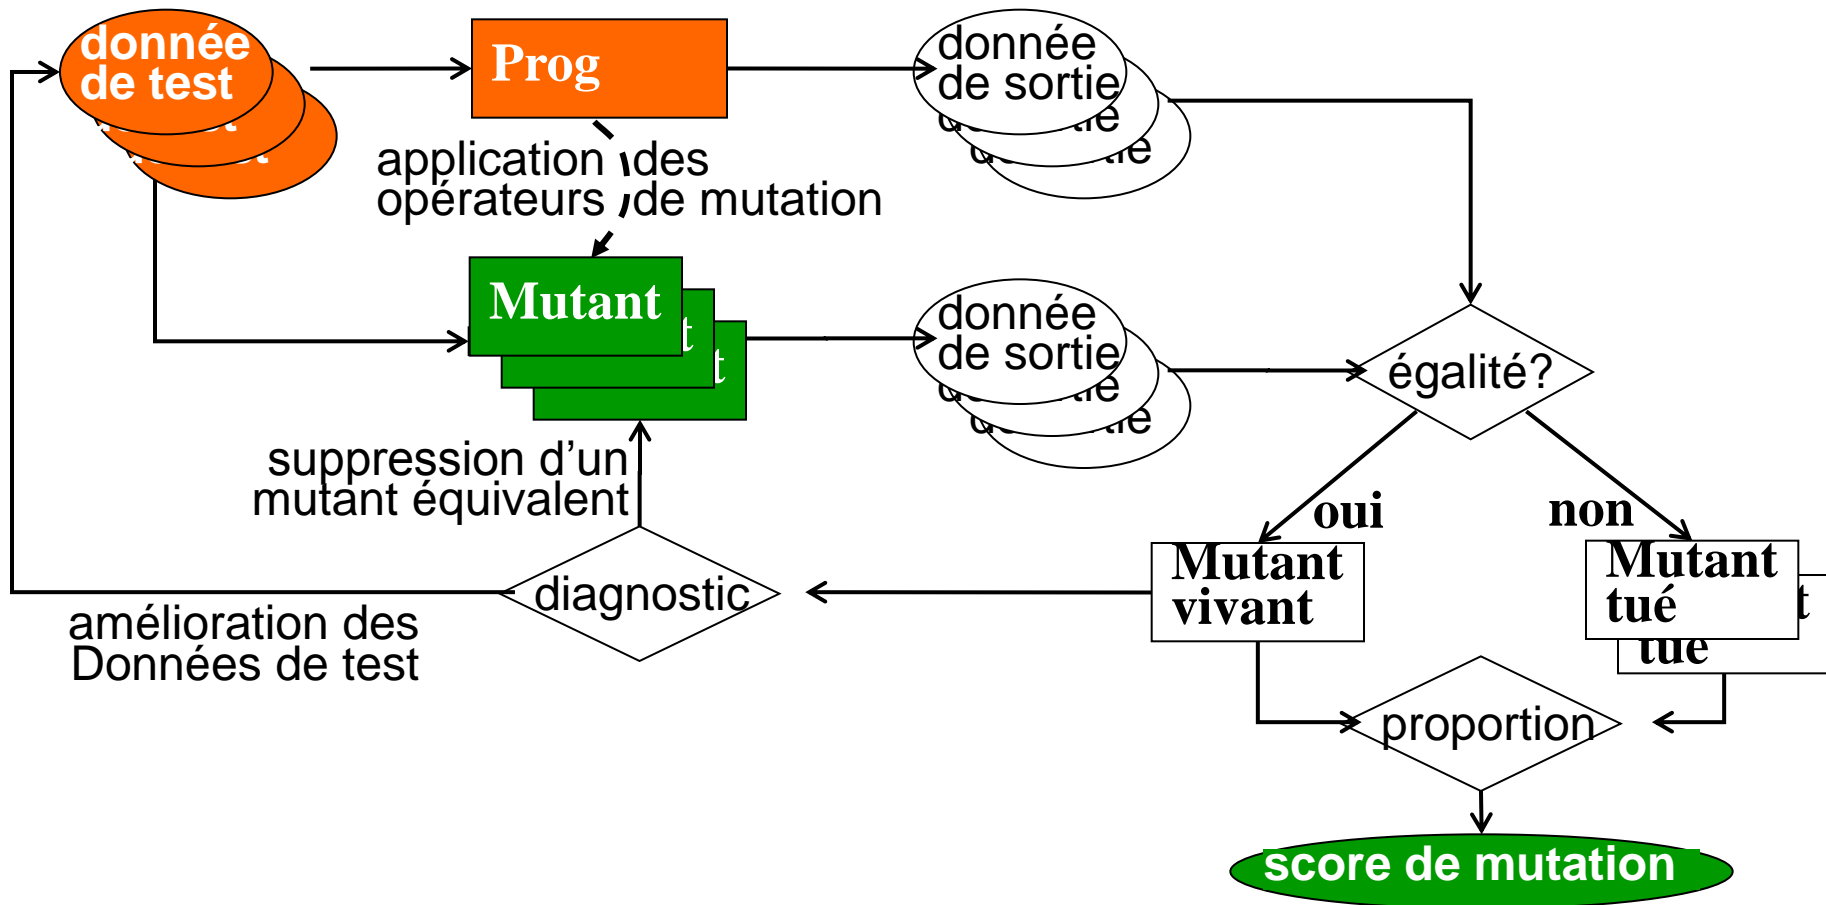 donnée
de test
Prog
donnée
de sortie
application des
opérateurs de mutation
Mutant
donnée
de sortie
égalité?
suppression d'un
mutant équivalent
oui
non
diagnostic
Mutant
vivant
Mutant
tué
tué
amélioration des
Données de test
proportion
score de mutation